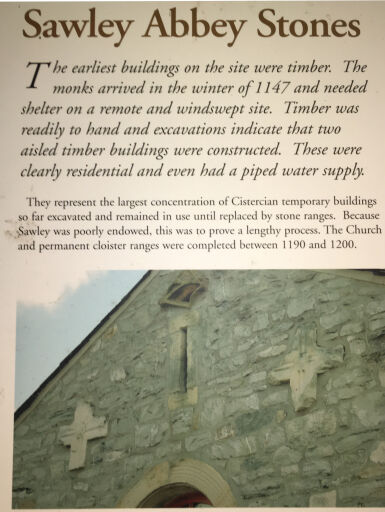 Sawley Abbey Stones
The earliest buildings on the site were timber. The
monks arrived in the winter of 1147 and needed
shelter on a remote and windswept site. Timber was
readily to hand and excavations indicate that two
aisled timber buildings were constructed. These were
clearly residential and even had a piped water supply.
They represent the largest concentration of Cistercian temporary buildings
so far excavated and remained in use until replaced by stone ranges. Because
Sawley was poorly endowed, this was to prove a lengthy process. The Church
and permanent cloister ranges were completed between 1190 and 1200.